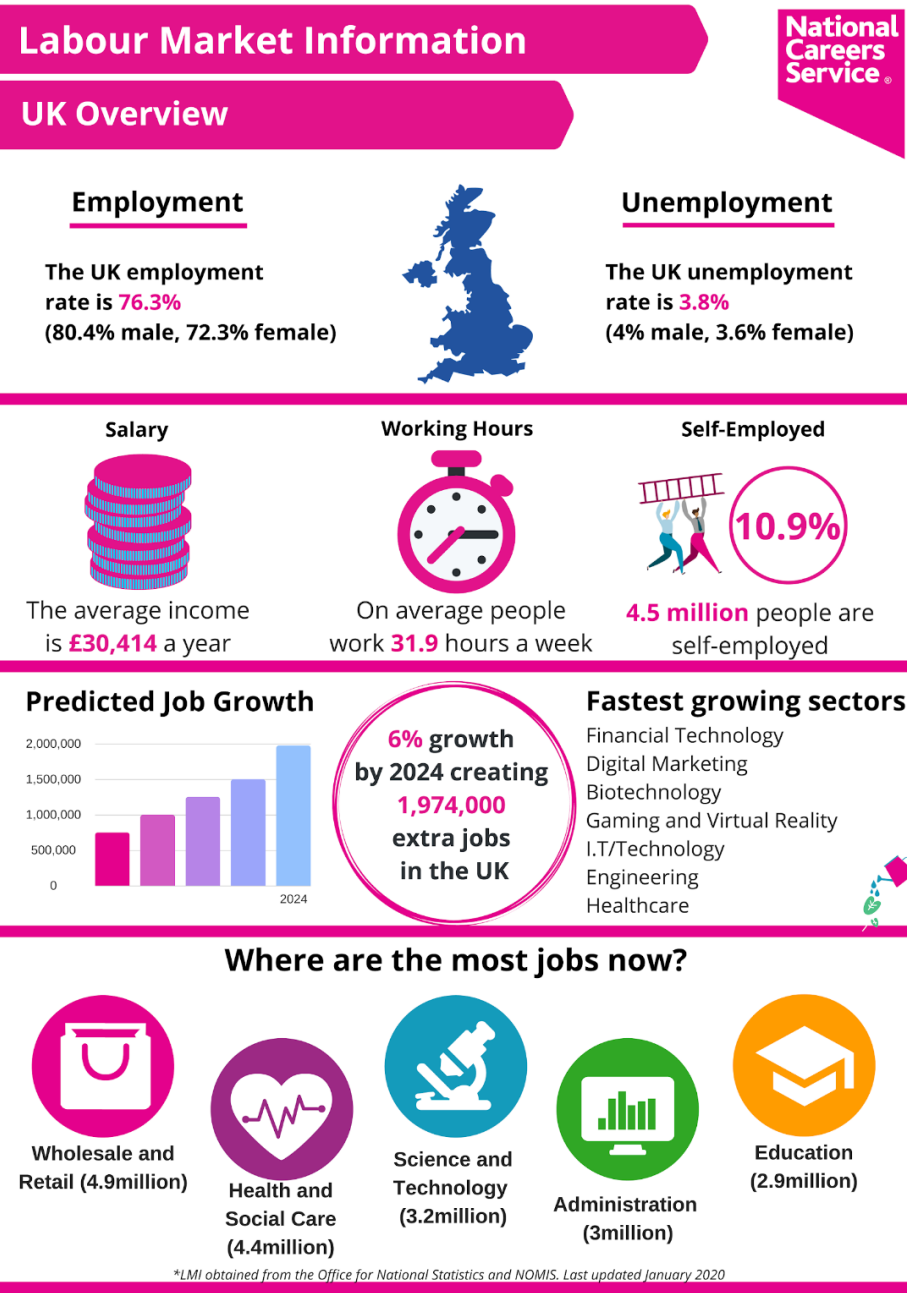 Labour Market Information
National
Careers
Service ®
UK Overview
Employment
The UK employment
rate is 76.3%
(80.4% male, 72.3% female)
Unemployment
The UK unemployment
rate is 3.8%
(4% male, 3.6% female)
Salary
The average income
is £30,414 a year
Working Hours
On average people
work 31.9 hours a week
Self-Employed
10.9%
4.5 million people are
self-employed
Predicted Job Growth
2,000,000
1,500,000
1,000,000
500,000
0
2024
6% growth
by 2024 creating
1,974,000
extra jobs
in the UK
Fastest growing sectors
Financial Technology
Digital Marketing
Biotechnology
Gaming and Virtual Reality
I.T/Technology
Engineering
Healthcare
Where are the most jobs now?
Wholesale and
Retail (4.9million)
Health and
Social Care
(4.4million)
Science and
Technology
(3.2million)
Administration
(3million)
Education
(2.9million)
*LMI obtained from the Office for National Statistics and NOMIS. Last updated January 2020